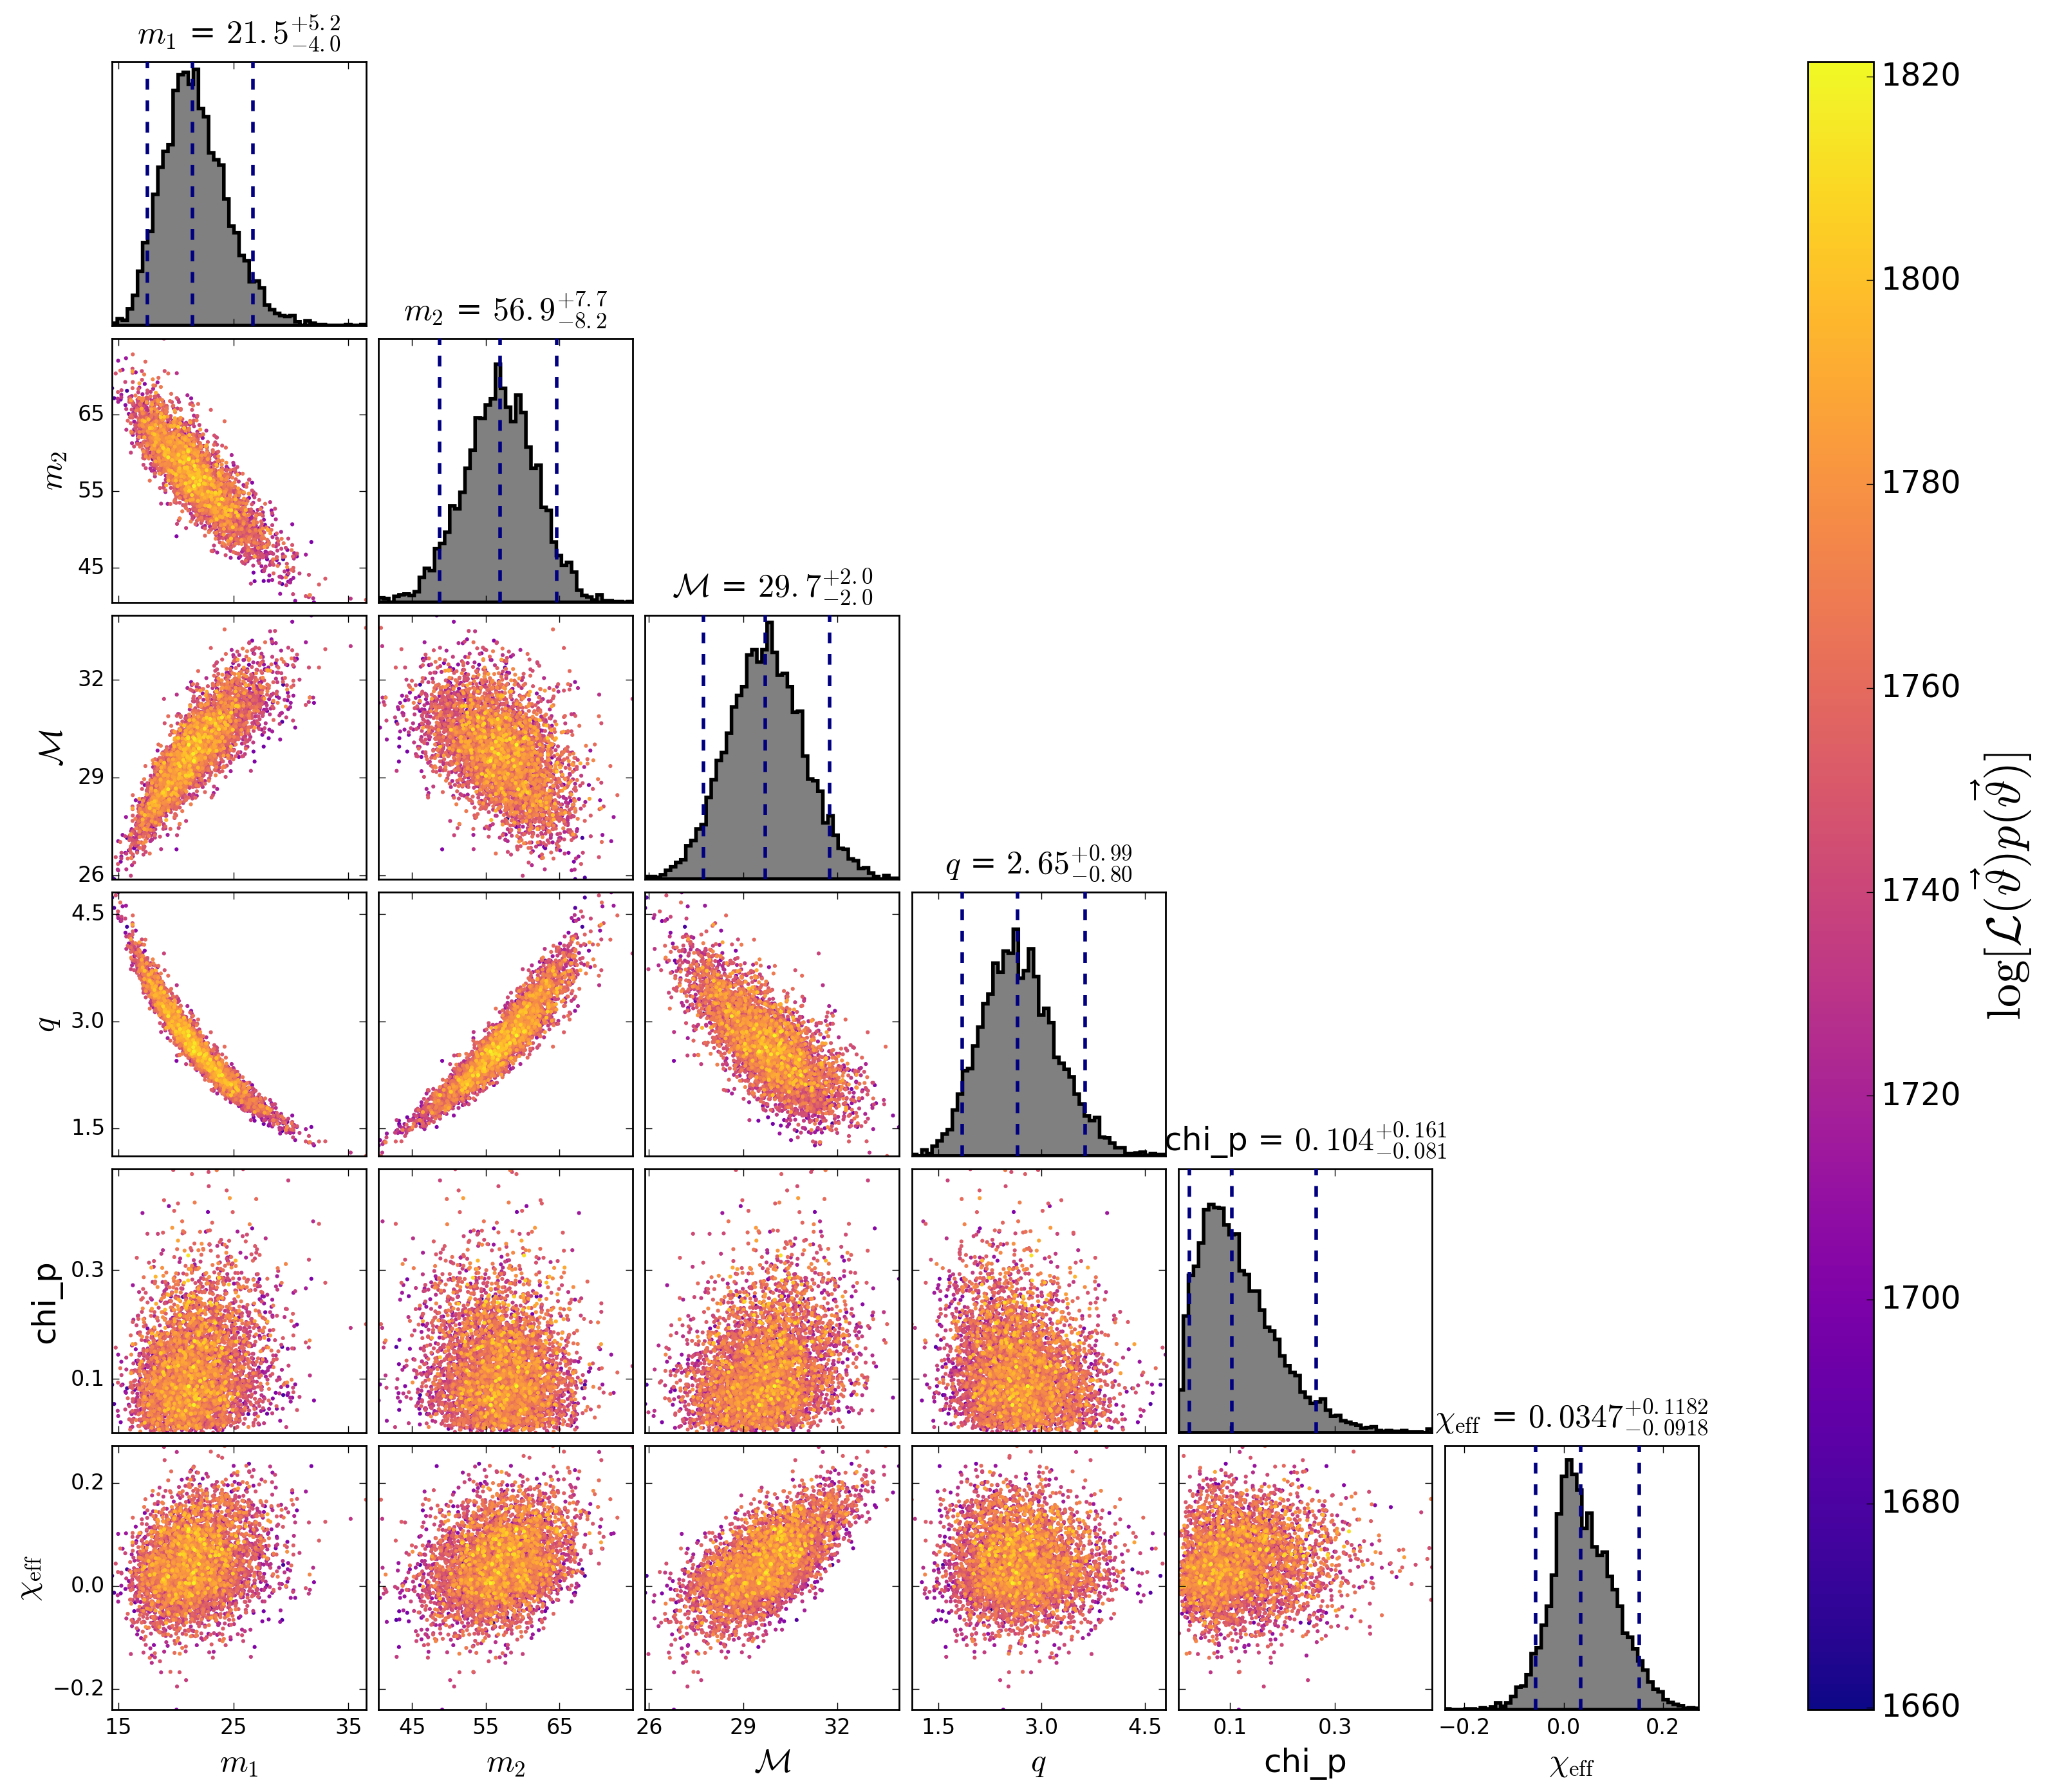 m₁ = 21.5⁺⁵·²₋₄.₀
m₂ = 56.9⁺⁷·⁷₋₈.₂
ℳ = 29.7⁺²·⁰₋₂.₀
q = 2.65⁺⁰·⁹⁹₋₀.₈₀
chi_p = 0.104⁺⁰·¹⁶¹₋₀.₀₈₁
χeff = 0.0347⁺⁰·¹¹⁸²₋₀.₀₉₁₈
m₂
65
55
45
ℳ
32
29
26
q
4.5
3.0
1.5
chi_p
0.3
0.1
χeff
0.2
0.0
−0.2
15 25 35
45 55 65
26 29 32
1.5 3.0 4.5
0.1 0.3
−0.2 0.0 0.2
m₁ m₂ ℳ q chi_p χeff
1820
1800
1780
1760
1740
1720
1700
1680
1660
log[ℒ(ϑ⃗)p(ϑ⃗)]